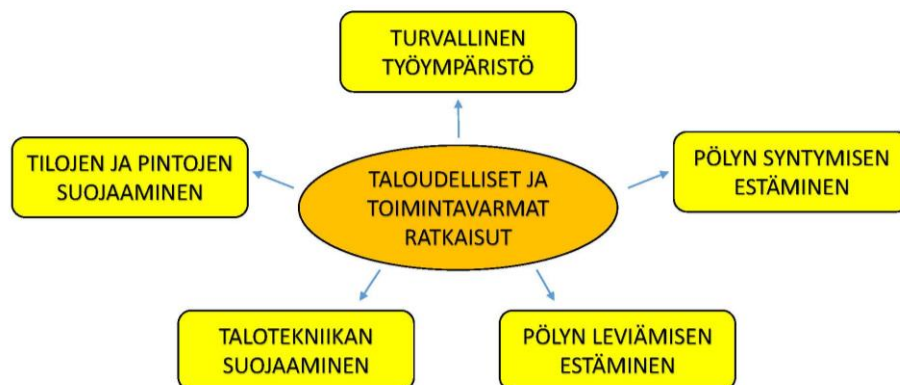 TURVALLINEN
TYÖYMPÄRISTÖ
TILOJEN JA PINTOJEN
SUOJAAMINEN
TALOUDELLISET JA
TOIMINTAVARMAT
RATKAISUT
PÖLYN SYNTYMISEN
ESTÄMINEN
TALOTEKNIIKAN
SUOJAAMINEN
PÖLYN LEVIÄMISEN
ESTÄMINEN